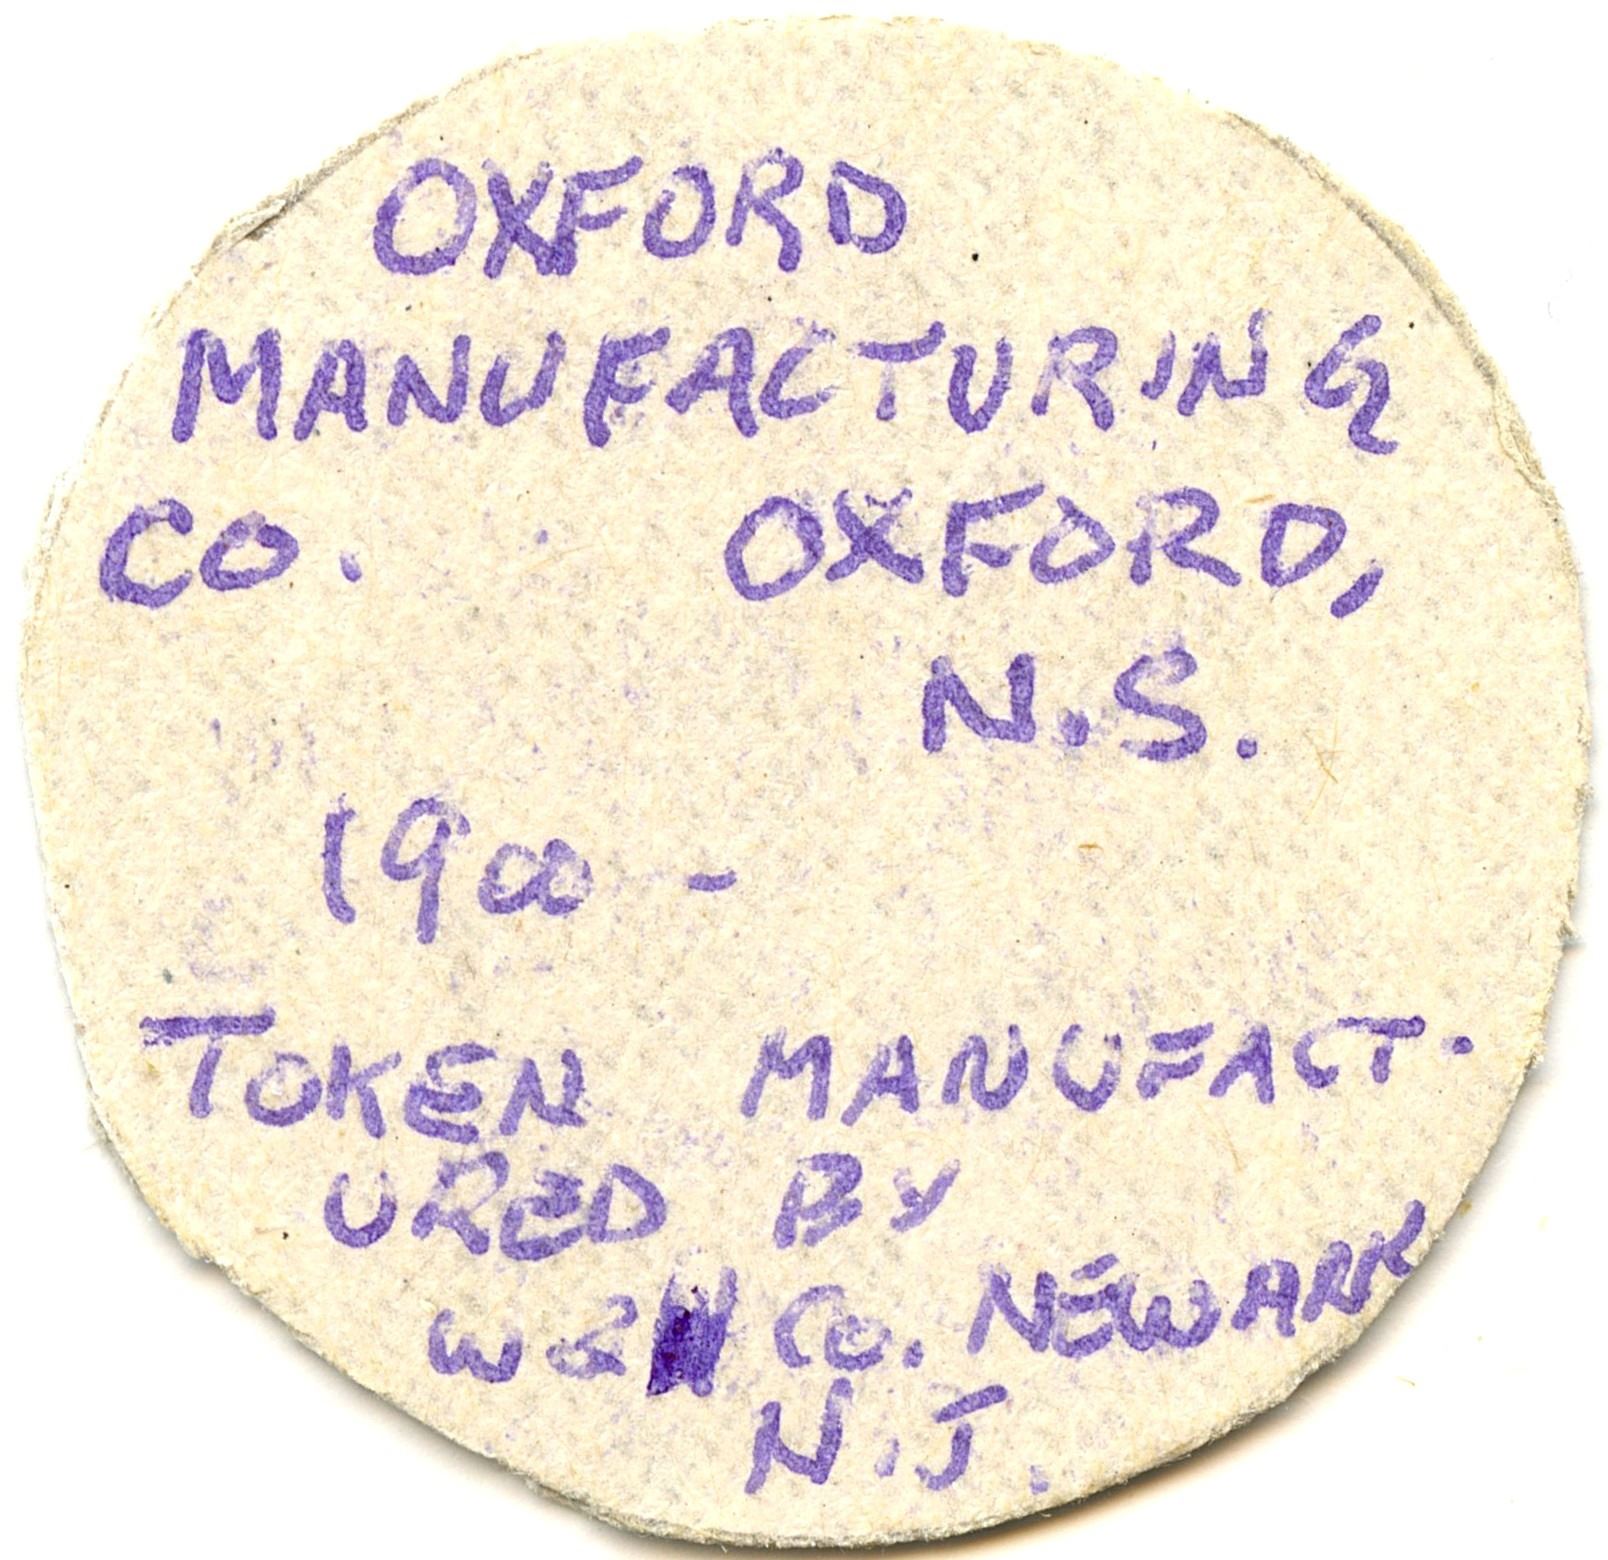 OXFORD
MANUFACTURING
CO. OXFORD,
N.S.
1900 -
TOKEN MANUFACT-
URED BY
W & H Co. NEWARK
N.J.